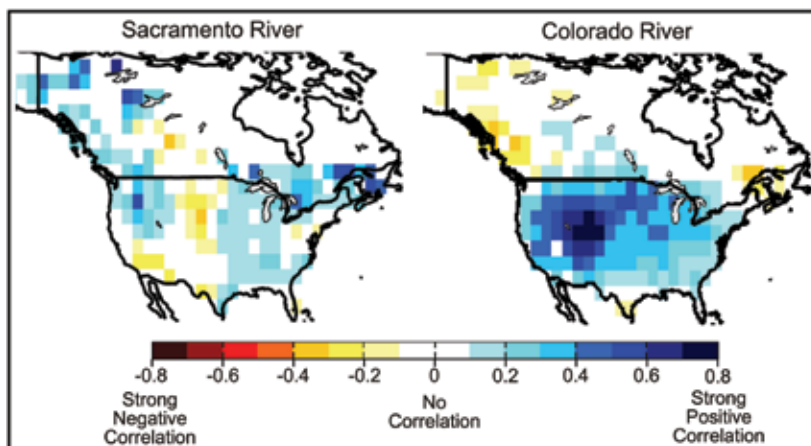 Sacramento River
Colorado River
-0.8 -0.6 -0.4 -0.2 0 0.2 0.4 0.6 0.8
Strong
Negative
Correlation
No
Correlation
Strong
Positive
Correlation